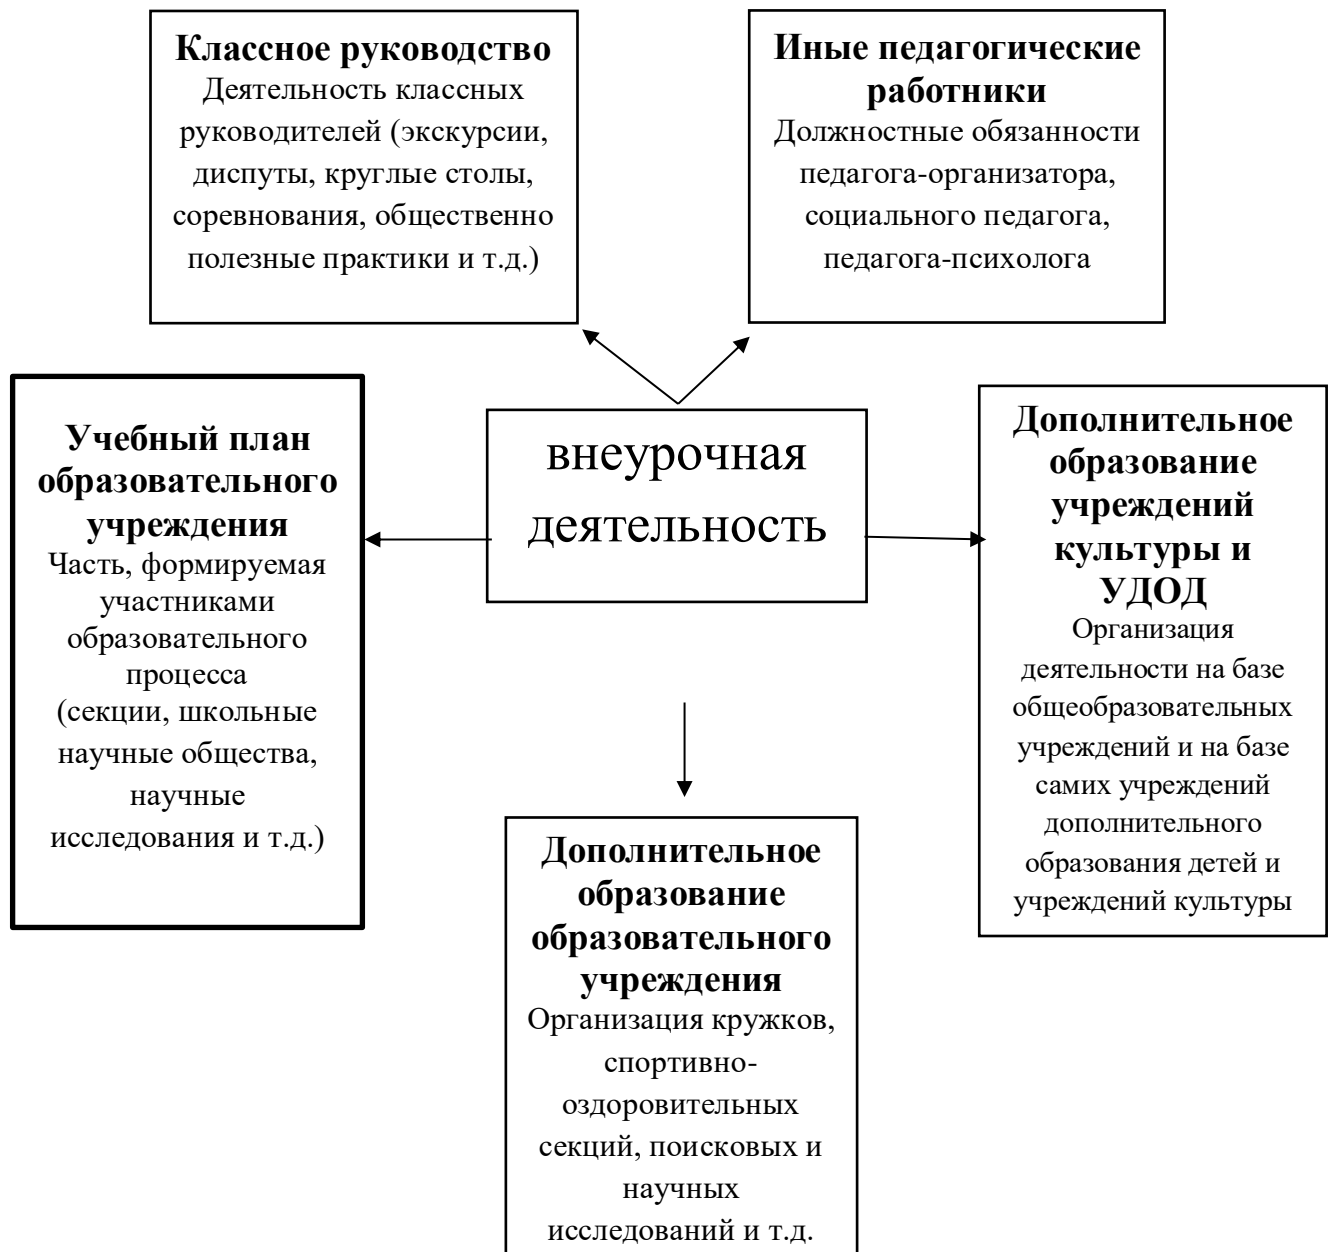 Классное руководство
Деятельность классных
руководителей (экскурсии,
диспуты, круглые столы,
соревнования, общественно
полезные практики и т.д.)
Иные педагогические
работники
Должностные обязанности
педагога-организатора,
социального педагога,
педагога-психолога
Учебный план
образовательного
учреждения
Часть, формируемая
участниками
образовательного
процесса
(секции, школьные
научные общества,
научные
исследования и т.д.)
внеурочная
деятельность
Дополнительное
образование
учреждений
культуры и
УДОД
Организация
деятельности на базе
общеобразовательных
учреждений и на базе
самих учреждений
дополнительного
образования детей и
учреждений культуры
Дополнительное
образование
образовательного
учреждения
Организация кружков,
спортивно-
оздоровительных
секций, поисковых и
научных
исследований и т.д.